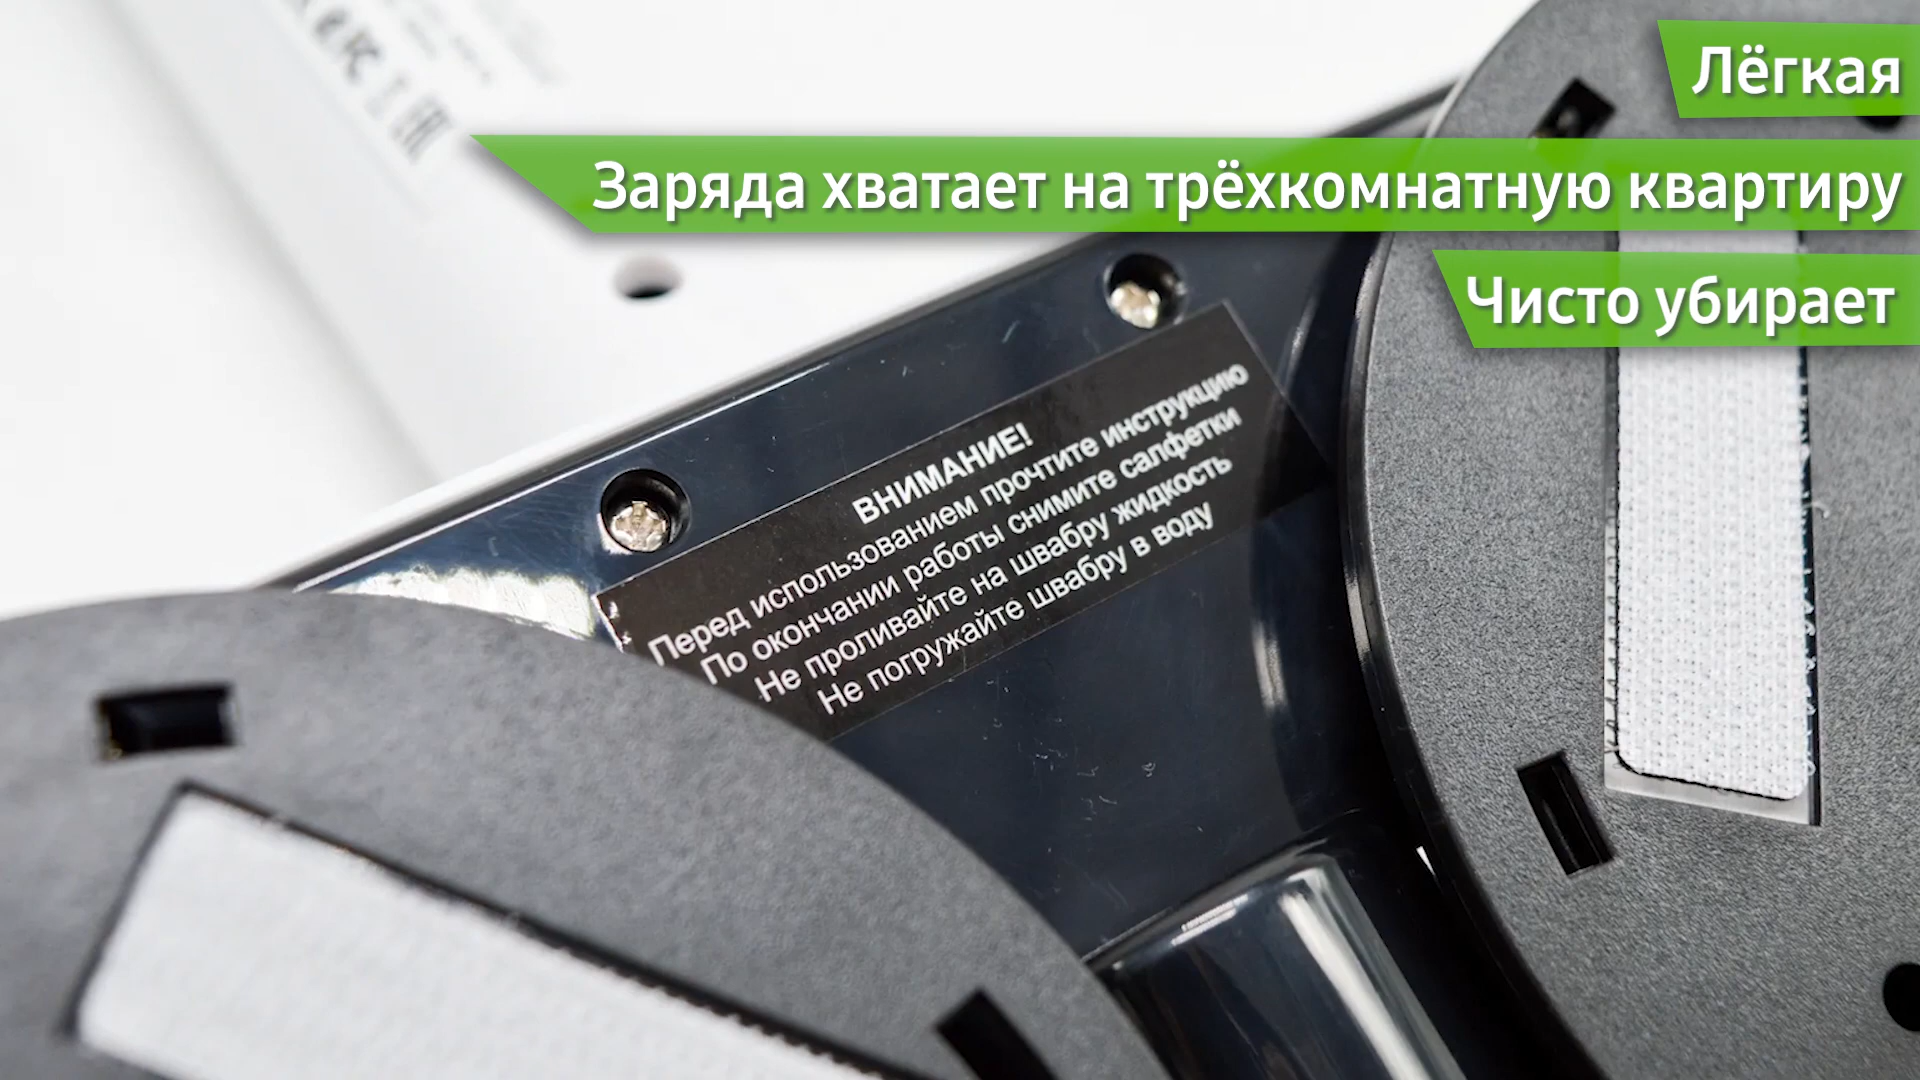 Лёгкая
Заряда хватает на трёхкомнатную квартиру
Чисто убирает
ВНИМАНИЕ!
Перед использованием прочтите инструкцию
По окончании работы снимите салфетки
Не проливайте на швабру жидкость
Не погружайте швабру в воду